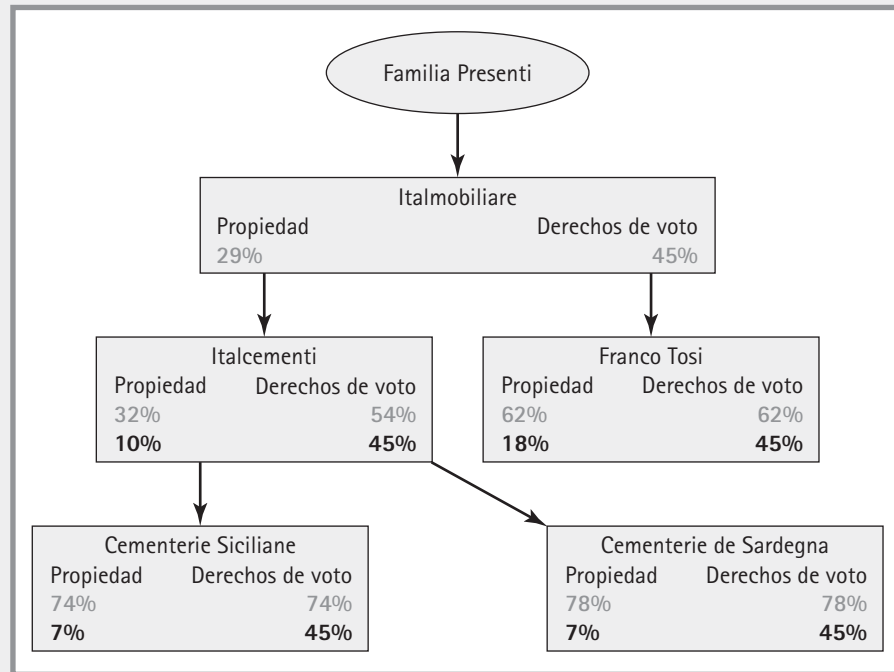 Familia Presenti
Italmobiliare
Propiedad Derechos de voto
29% 45%
Italcementi
Propiedad Derechos de voto
32% 54%
10% 45%
Franco Tosi
Propiedad Derechos de voto
62% 62%
18% 45%
Cementerie Siciliane
Propiedad Derechos de voto
74% 74%
7% 45%
Cementerie de Sardegna
Propiedad Derechos de voto
78% 78%
7% 45%